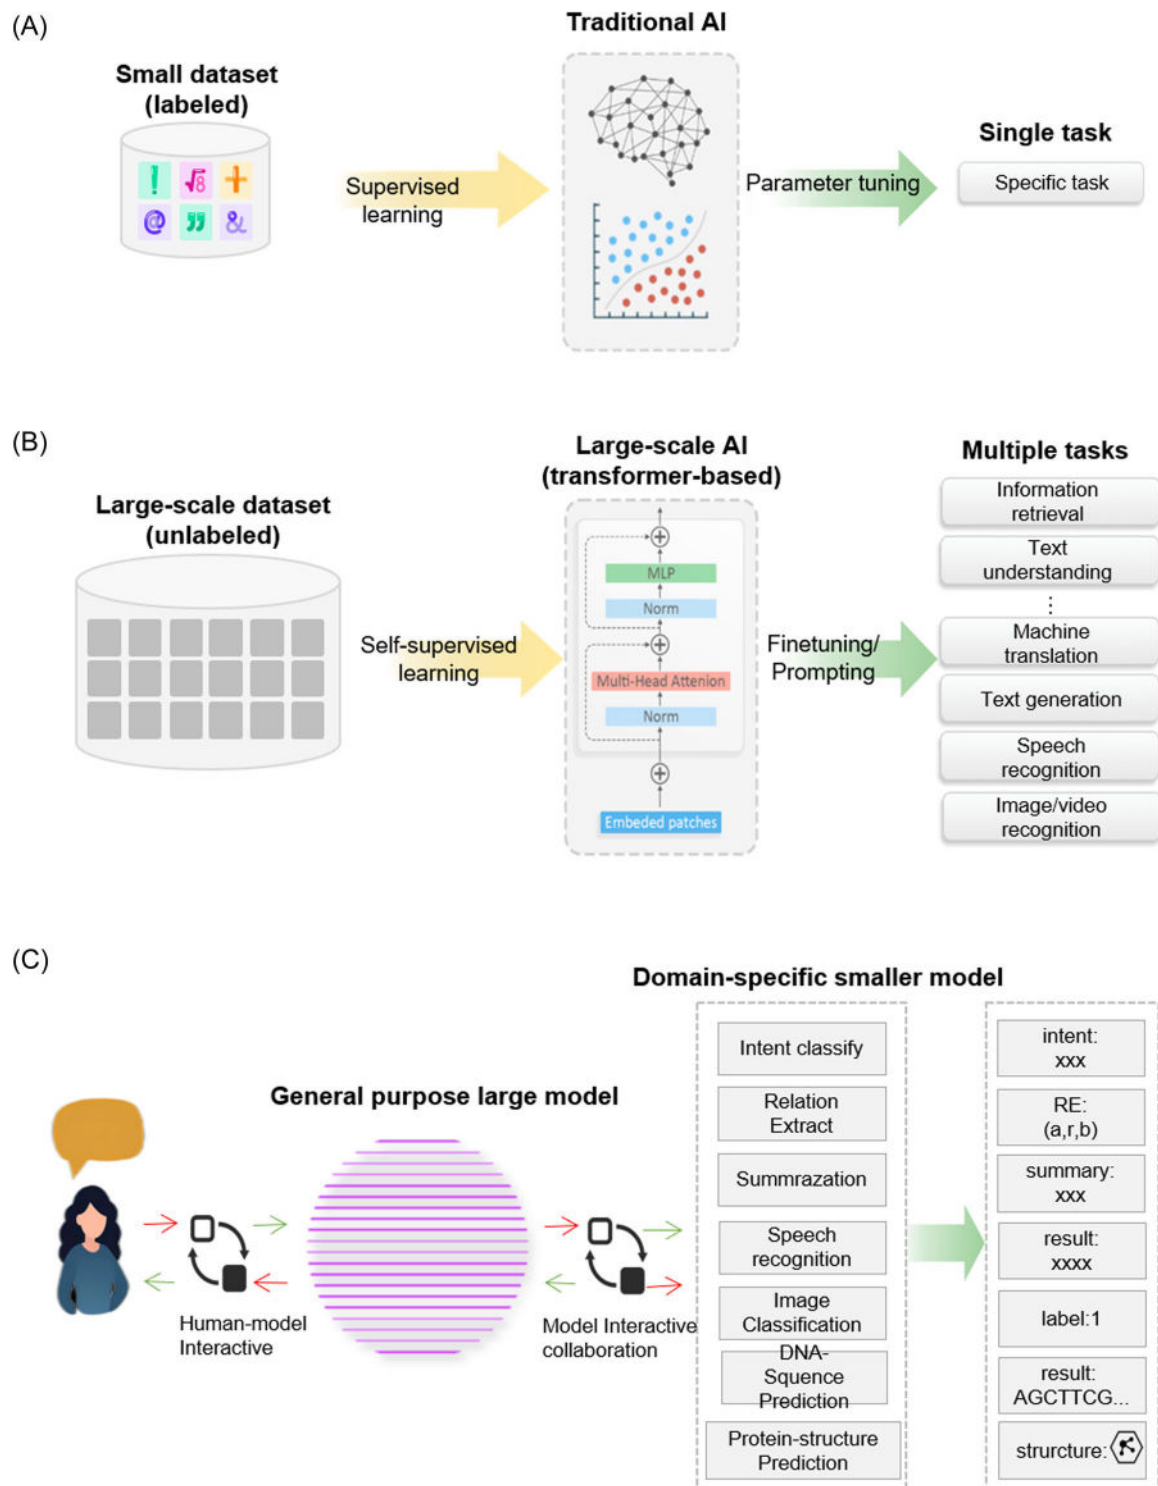 (A)
Traditional AI
Small dataset
(labeled)
! √8 +
@ ” &
Supervised
learning
Parameter tuning
Single task
Specific task
(B)
Large-scale dataset
(unlabeled)
Self-supervised
learning
Large-scale AI
(transformer-based)
MLP
Norm
Multi-Head Attenion
Norm
Embeded patches
Finetuning/
Prompting
Multiple tasks
Information
retrieval
Text
understanding
⋮
Machine
translation
Text generation
Speech
recognition
Image/video
recognition
(C)
General purpose large model
Human-model
Interactive
Model Interactive
collaboration
Domain-specific smaller model
Intent classify
Relation
Extract
Summrazation
Speech
recognition
Image
Classification
DNA-
Squence
Prediction
Protein-structure
Prediction
intent:
xxx
RE:
(a,r,b)
summary:
xxx
result:
xxxx
label:1
result:
AGCTTCG...
strurcture: